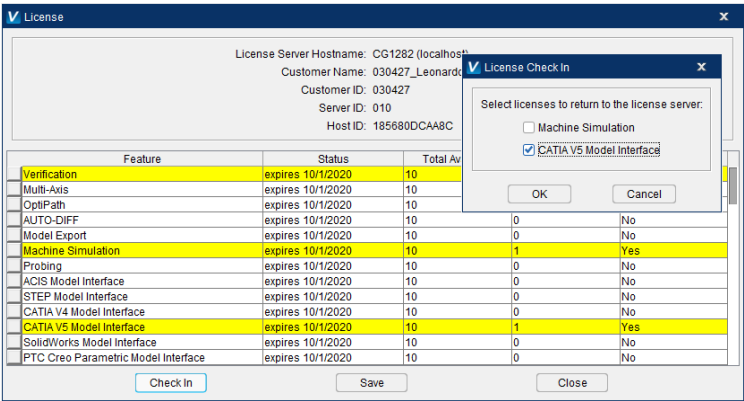 License
License Server Hostname: CG1282 (localhost)
Customer Name: 030427_Leonardo
Customer ID: 030427
Server ID: 010
Host ID: 185680DCAA8C
License Check In
Select licenses to return to the license server:
Machine Simulation
CATIA V5 Model Interface
OK Cancel
Feature Status Total Av
Verification expires 10/1/2020 10
Multi-Axis expires 10/1/2020 10
OptiPath expires 10/1/2020 10
AUTO-DIFF expires 10/1/2020 10 0 No
Model Export expires 10/1/2020 10 0 No
Machine Simulation expires 10/1/2020 10 1 Yes
Probing expires 10/1/2020 10 0 No
ACIS Model Interface expires 10/1/2020 10 0 No
STEP Model Interface expires 10/1/2020 10 0 No
CATIA V4 Model Interface expires 10/1/2020 10 0 No
CATIA V5 Model Interface expires 10/1/2020 10 1 Yes
SolidWorks Model Interface expires 10/1/2020 10 0 No
PTC Creo Parametric Model Interface expires 10/1/2020 10 0 No
Check In Save Close